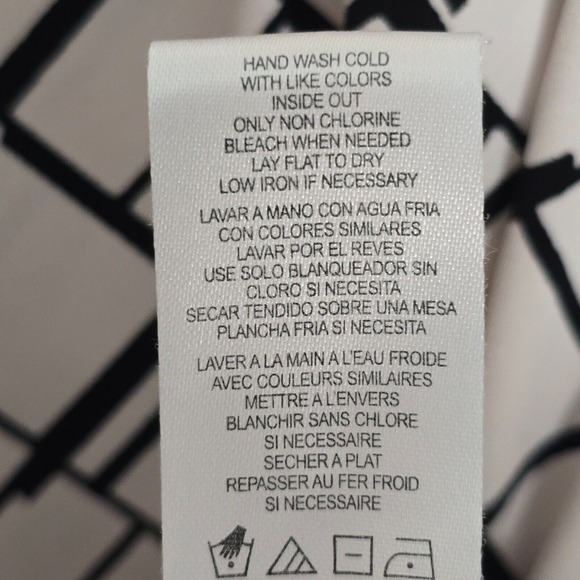 HAND WASH COLD
WITH LIKE COLORS
INSIDE OUT
ONLY NON CHLORINE
BLEACH WHEN NEEDED
LAY FLAT TO DRY
LOW IRON IF NECESSARY
LAVAR A MANO CON AGUA FRIA
CON COLORES SIMILARES
LAVAR POR EL REVES
USE SOLO BLANQUEADOR SIN
CLORO SI NECESITA
SECAR TENDIDO SOBRE UNA MESA
PLANCHA FRIA SI NECESITA
LAVER A LA MAIN A L'EAU FROIDE
AVEC COULEURS SIMILAIRES
METTRE A L'ENVERS
BLANCHIR SANS CHLORE
SI NECESSAIRE
SECHER A PLAT
REPASSER AU FER FROID
SI NECESSAIRE